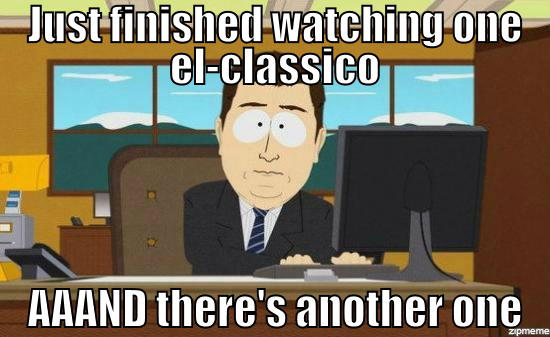 Just finished watching one
el-classico
AAAND there's another one
zipmeme